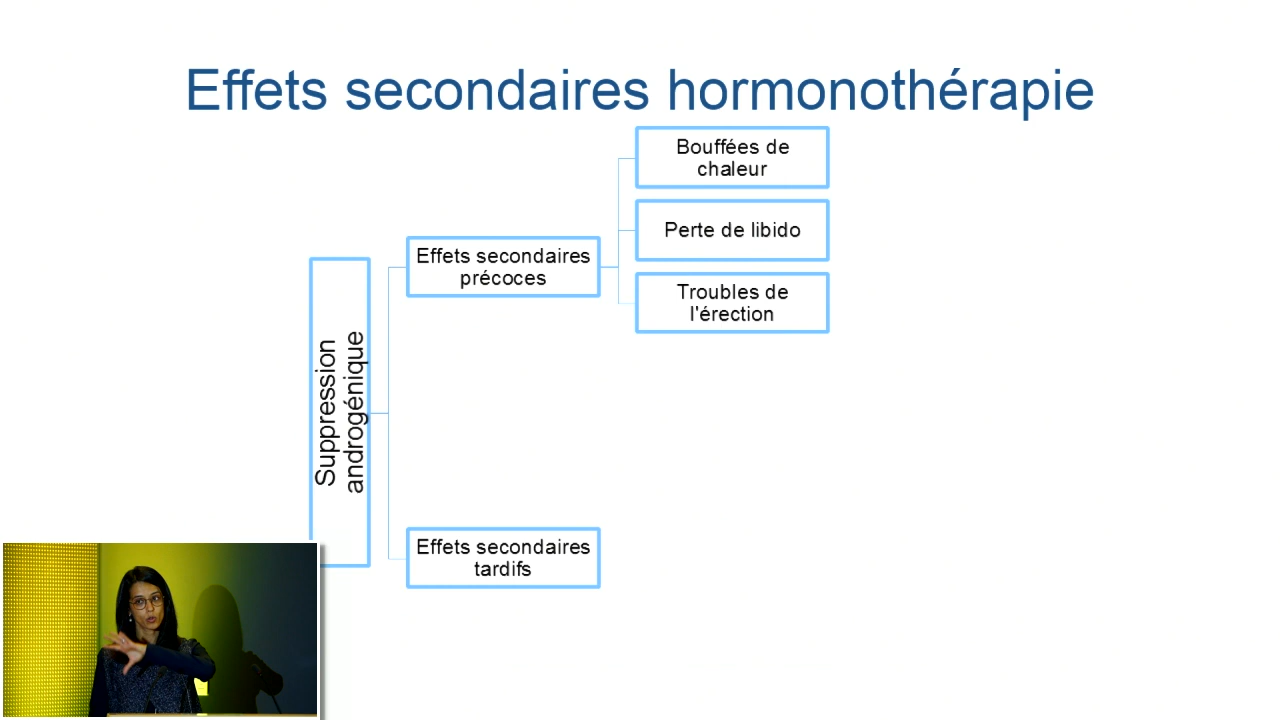 Effets secondaires hormonothérapie
Suppression
androgénique
Effets secondaires
précoces
Bouffées de
chaleur
Perte de libido
Troubles de
l'érection
Effets secondaires
tardifs